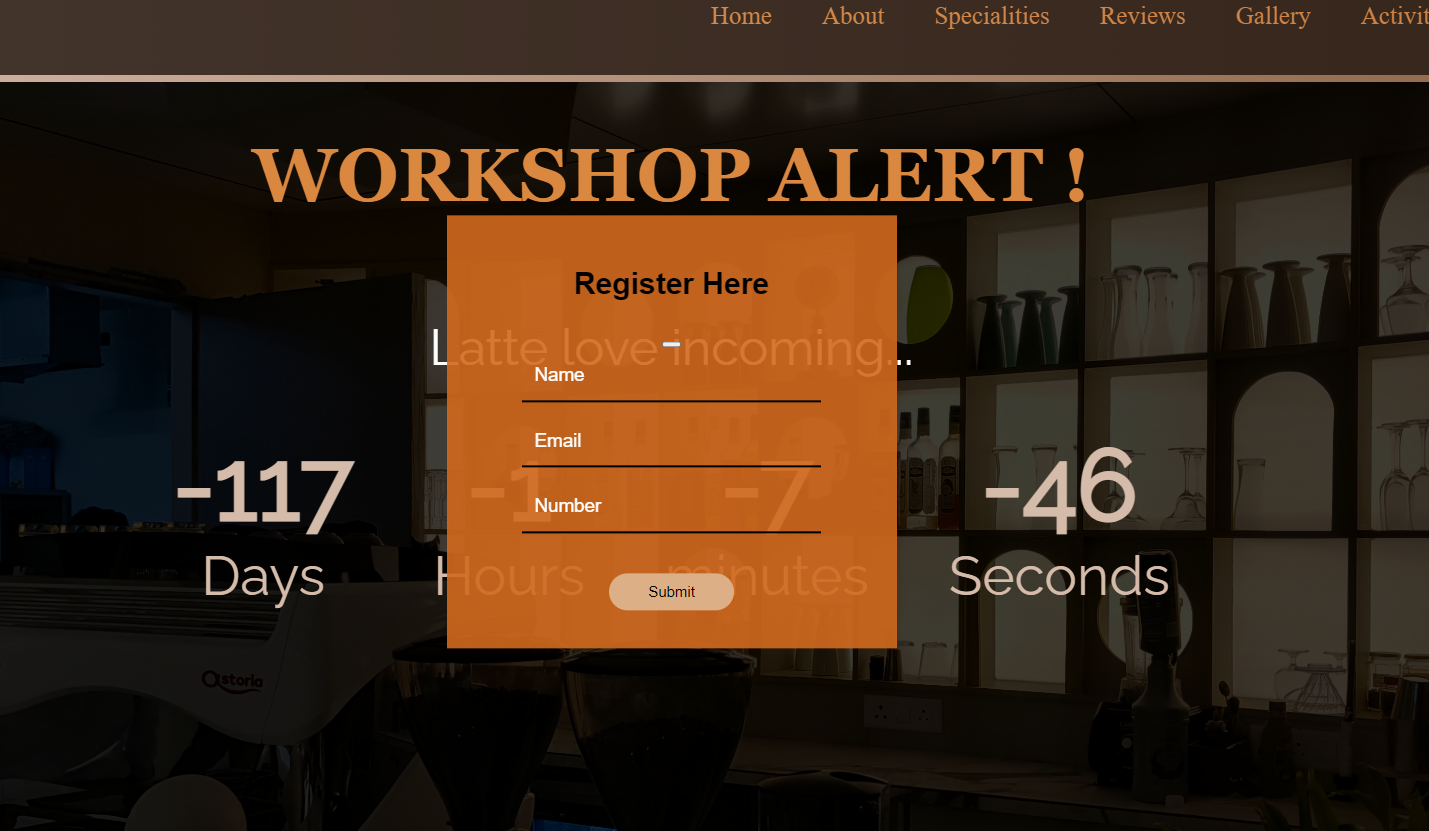 Home About Specialities Reviews Gallery Activit
WORKSHOP ALERT !
Register Here
Latte love incoming...
Name
Email
Number
-117 -1 -7 -46
Days Hours minutes Seconds
Submit
Astoria